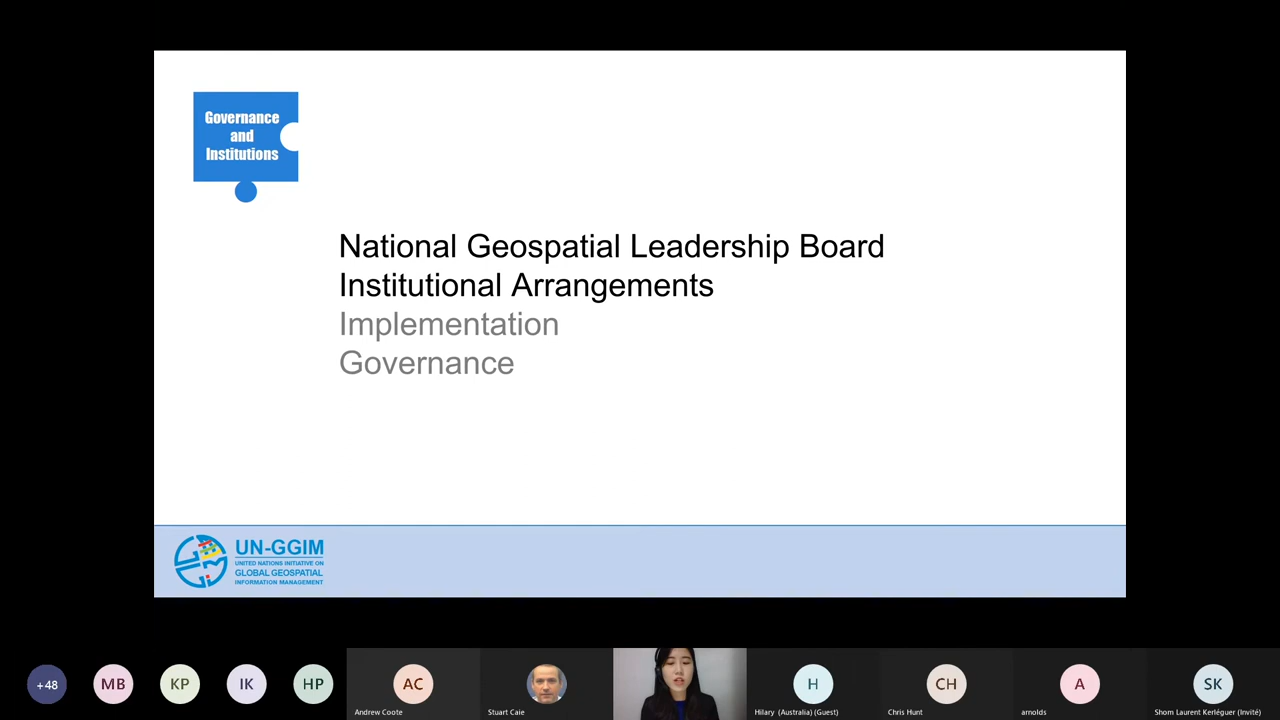 Governance
and
Institutions
National Geospatial Leadership Board
Institutional Arrangements
Implementation
Governance
UN-GGIM
UNITED NATIONS INITIATIVE ON
GLOBAL GEOSPATIAL
INFORMATION MANAGEMENT
+48
MB
KP
IK
HP
AC
Andrew Coote
Stuart Caie
H
Hilary (Australia) (Guest)
CH
Chris Hunt
A
arnolds
SK
Shom Laurent Kerléguer (Invité)